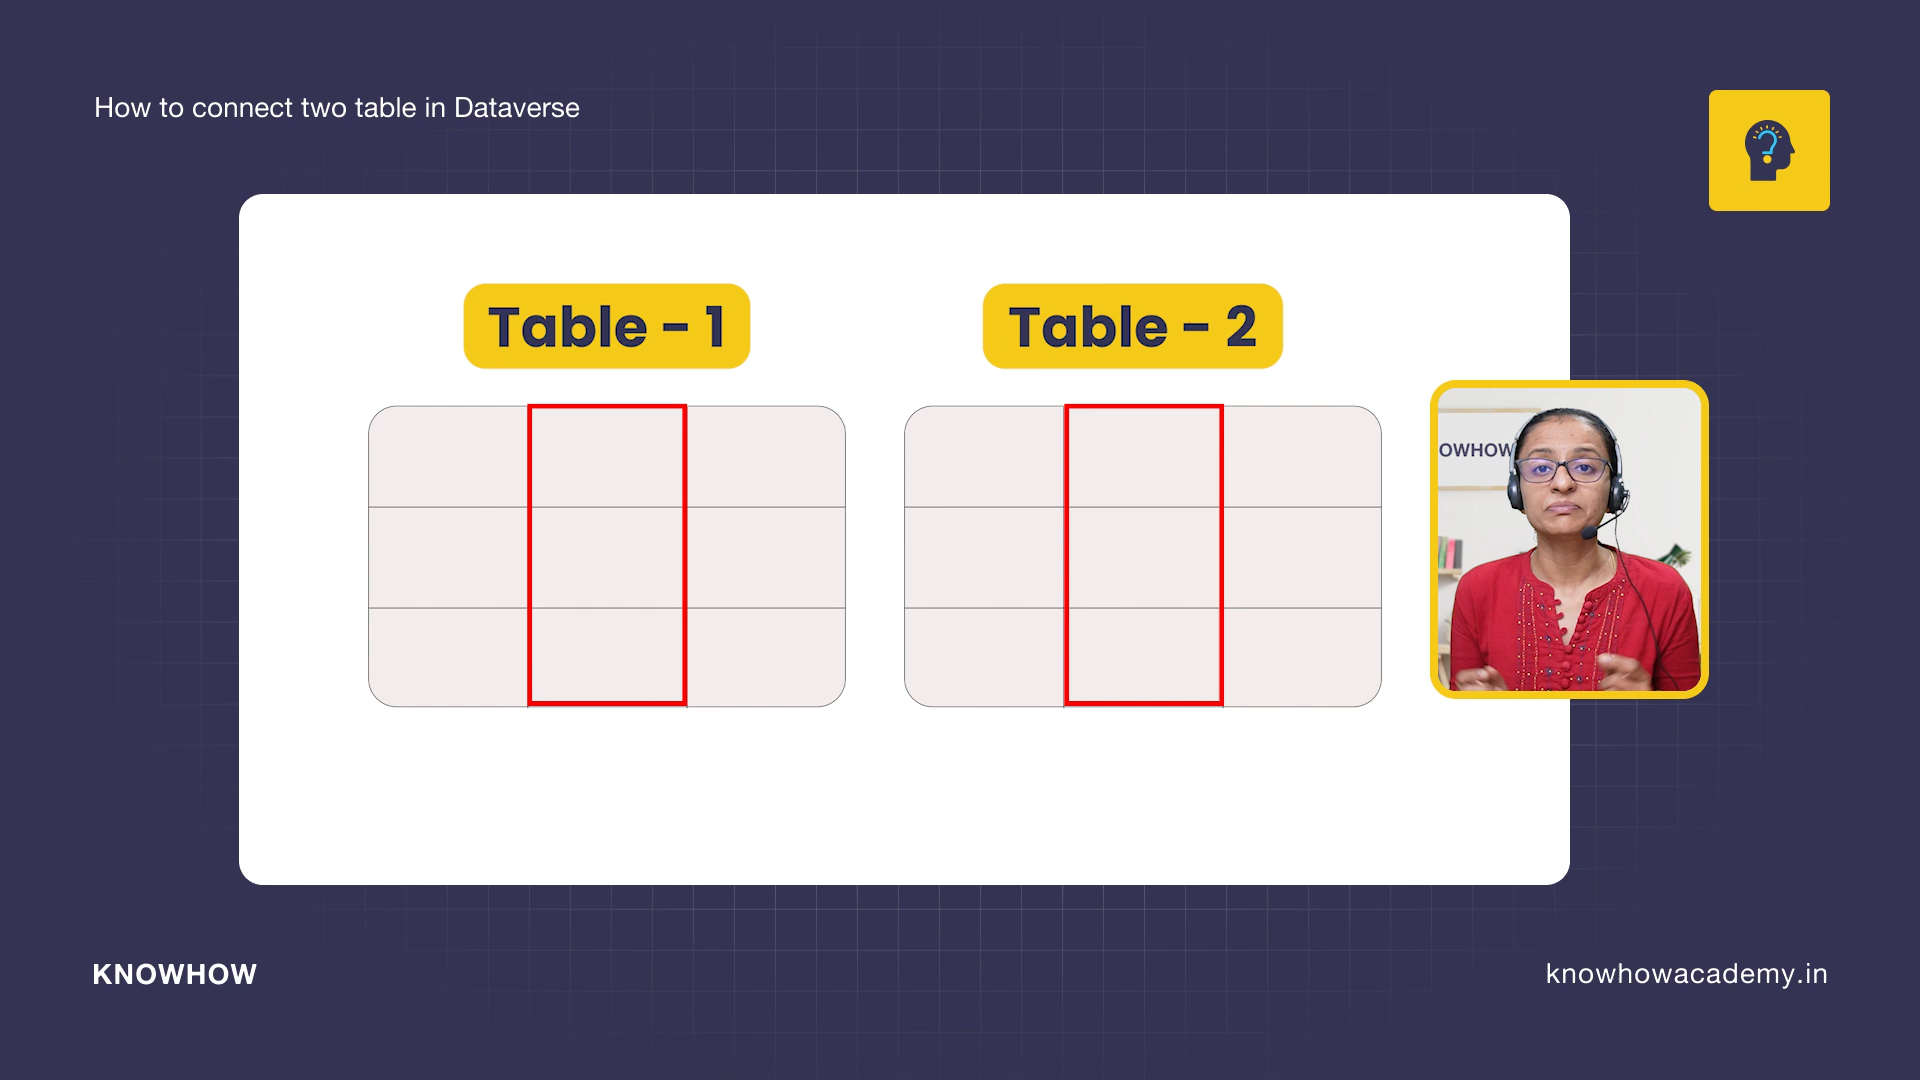 How to connect two table in Dataverse
Table - 1
Table - 2
OWHOW
KNOWHOW
knowhowacademy.in